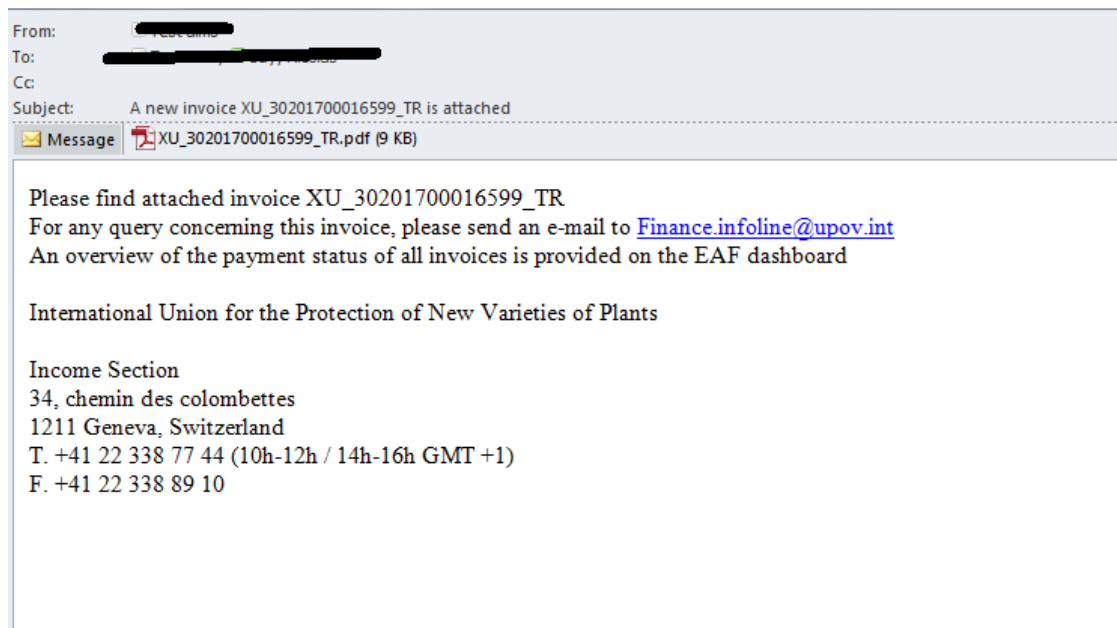 From:
To:
Cc:
Subject: A new invoice XU_30201700016599_TR is attached
Message XU_30201700016599_TR.pdf (9 KB)
Please find attached invoice XU_30201700016599_TR
For any query concerning this invoice, please send an e-mail to Finance.infoline@upov.int
An overview of the payment status of all invoices is provided on the EAF dashboard
International Union for the Protection of New Varieties of Plants
Income Section
34, chemin des colombettes
1211 Geneva, Switzerland
T. +41 22 338 77 44 (10h-12h / 14h-16h GMT +1)
F. +41 22 338 89 10